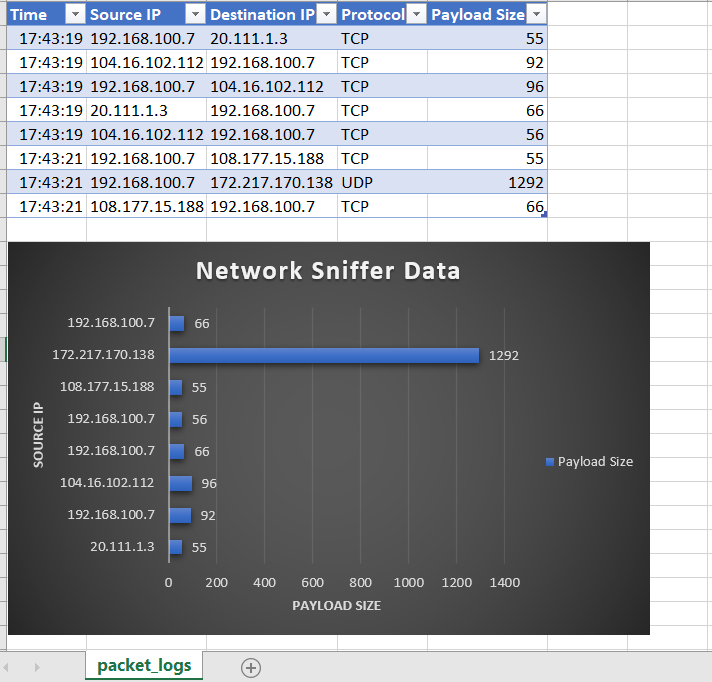 Time Source IP Destination IP Protocol Payload Size
17:43:19 192.168.100.7 20.111.1.3 TCP 55
17:43:19 104.16.102.112 192.168.100.7 TCP 92
17:43:19 192.168.100.7 104.16.102.112 TCP 96
17:43:19 20.111.1.3 192.168.100.7 TCP 66
17:43:19 104.16.102.112 192.168.100.7 TCP 56
17:43:21 192.168.100.7 108.177.15.188 TCP 55
17:43:21 192.168.100.7 172.217.170.138 UDP 1292
17:43:21 108.177.15.188 192.168.100.7 TCP 66
Network Sniffer Data
192.168.100.7 66
172.217.170.138 1292
108.177.15.188 55
192.168.100.7 56
192.168.100.7 66
104.16.102.112 96
192.168.100.7 92
20.111.1.3 55
SOURCE IP
Payload Size
0 200 400 600 800 1000 1200 1400
PAYLOAD SIZE
packet_logs